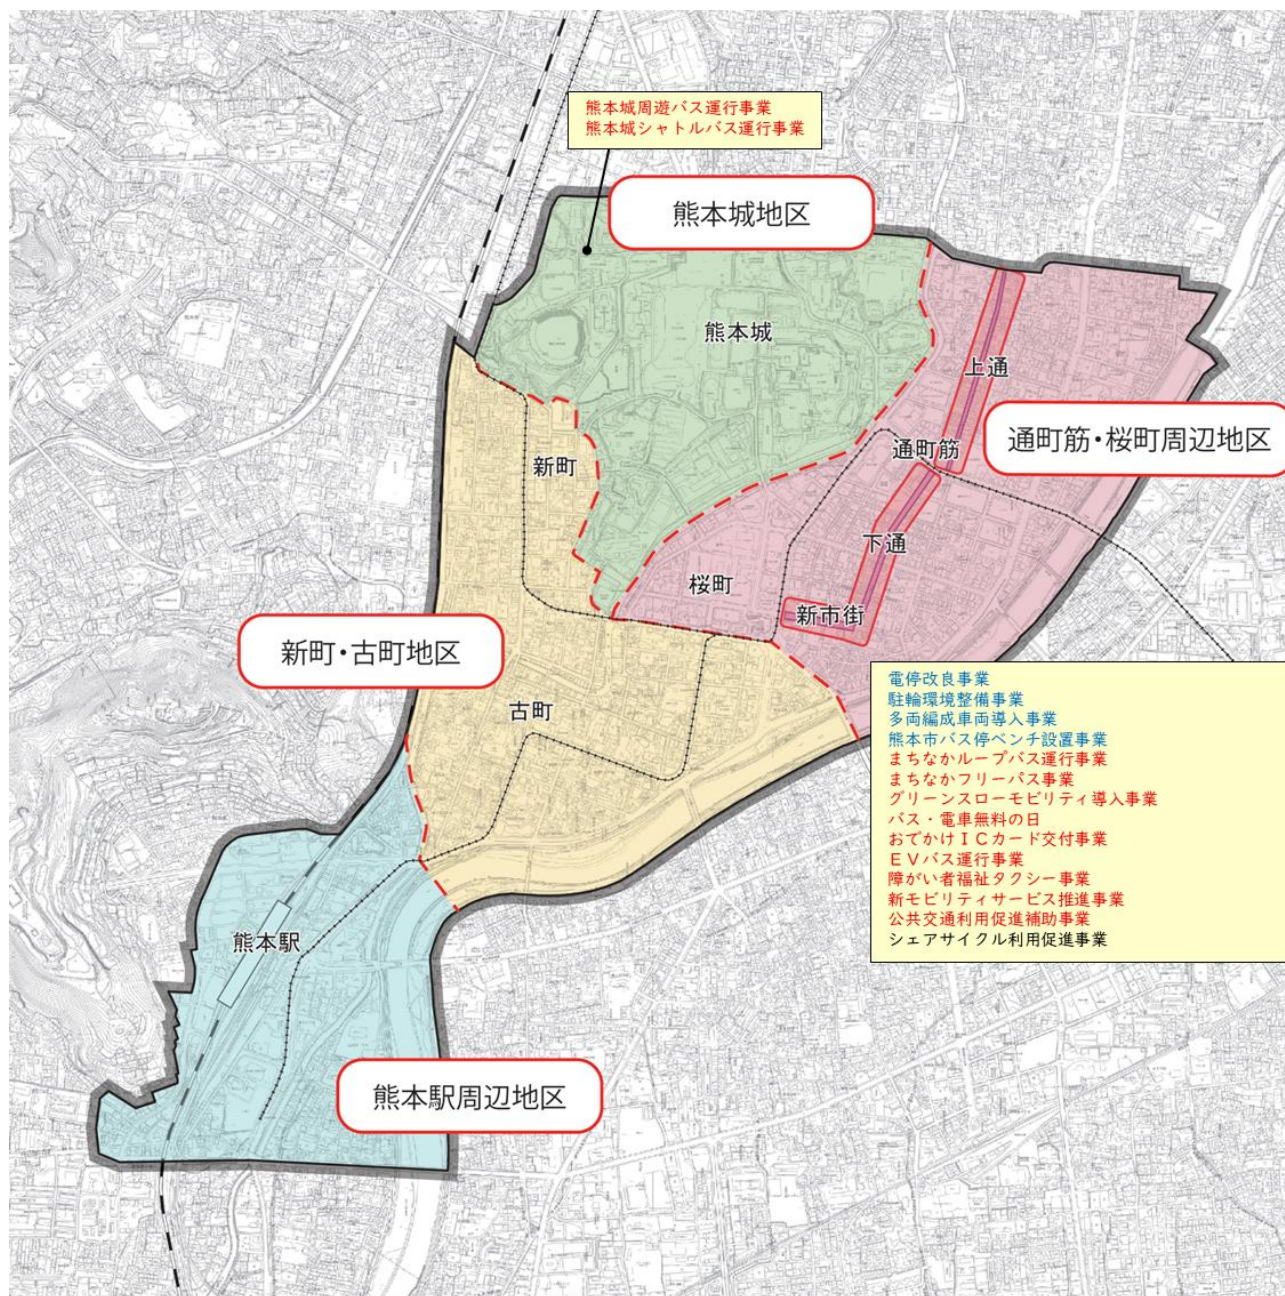 熊本城周遊バス運行事業
熊本城シャトルバス運行事業
熊本城地区
熊本城
上通
通町筋・桜町周辺地区
通町筋
新町
下通
桜町
新市街
新町・古町地区
古町
電停改良事業
駐輪環境整備事業
多両編成車両導入事業
熊本市バス停ベンチ設置事業
まちなかループバス運行事業
まちなかフリーパス事業
グリーンスローモビリティ導入事業
バス・電車無料の日
おでかけＩＣカード交付事業
ＥＶバス運行事業
障がい者福祉タクシー事業
新モビリティサービス推進事業
公共交通利用促進補助事業
シェアサイクル利用促進事業
熊本駅
熊本駅周辺地区